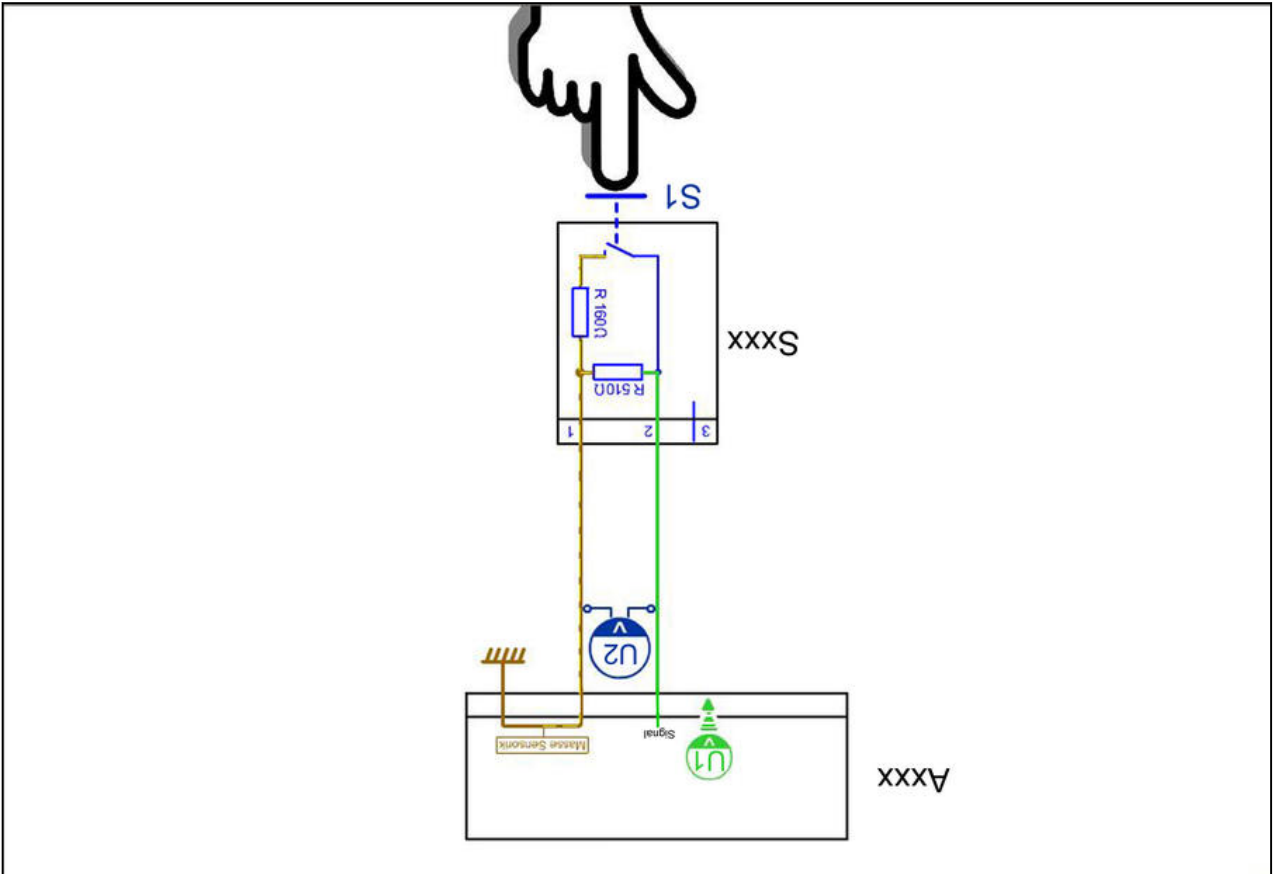 Axxx
U1
V
Signal
Masse Sensorik
U2
V
3 2 1
R 510Ω
Sxxx
R 160Ω
S1